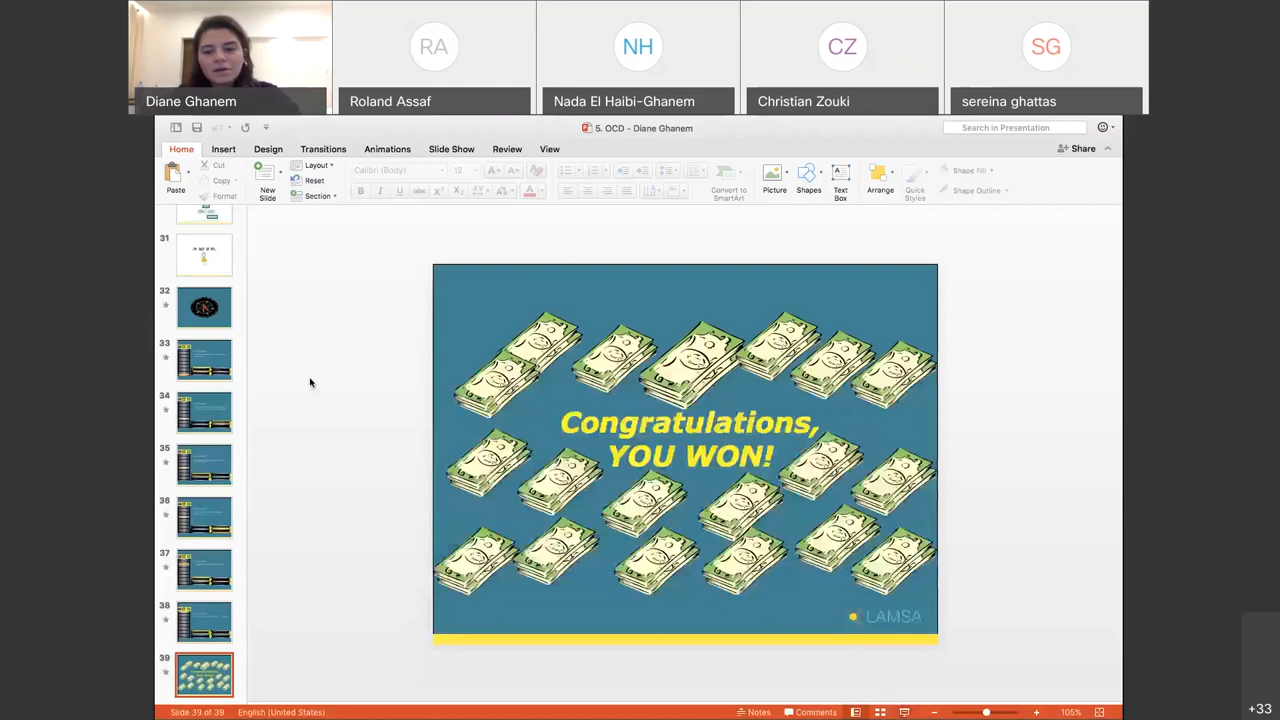 RA
NH
CZ
SG
Diane Ghanem
Roland Assaf
Nada El Haibi-Ghanem
Christian Zouki
sereina ghattas
5. OCD - Diane Ghanem
Search in Presentation
Home
Insert
Design
Transitions
Animations
Slide Show
Review
View
Share
Paste
Cut
Copy
Format
New
Slide
Layout
Reset
Section
Calibri (Body)
12
Convert to
SmartArt
Picture
Shapes
Text
Box
Arrange
Quick
Styles
Shape Fill
Shape Outline
31
32
33
34
35
36
37
38
39
Congratulations,
YOU WON!
LAMSA
Slide 39 of 39
English (United States)
Notes
Comments
105%
+33